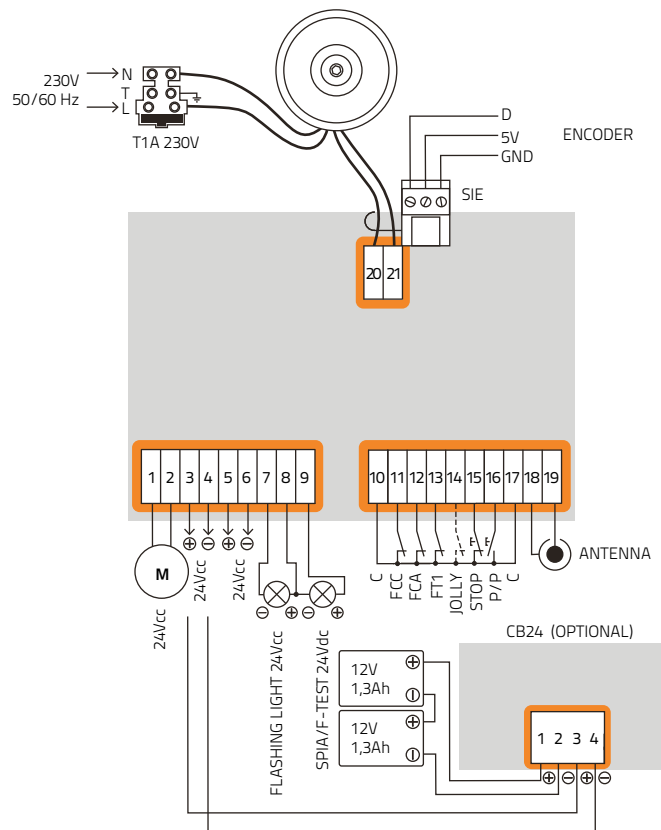 230V
50/60 Hz
N
T
L
T1A 230V
D
5V
GND
ENCODER
SIE
20 21
1 2 3 4 5 6 7 8 9
10 11 12 13 14 15 16 17 18 19
M
24Vcc
24Vcc
24Vcc
FLASHING LIGHT 24Vcc
SPIA/F-TEST 24Vdc
C
FCC
FCA
FT1
JOLLY
STOP
P/P
C
ANTENNA
CB24 (OPTIONAL)
12V
1,3Ah
12V
1,3Ah
1 2 3 4